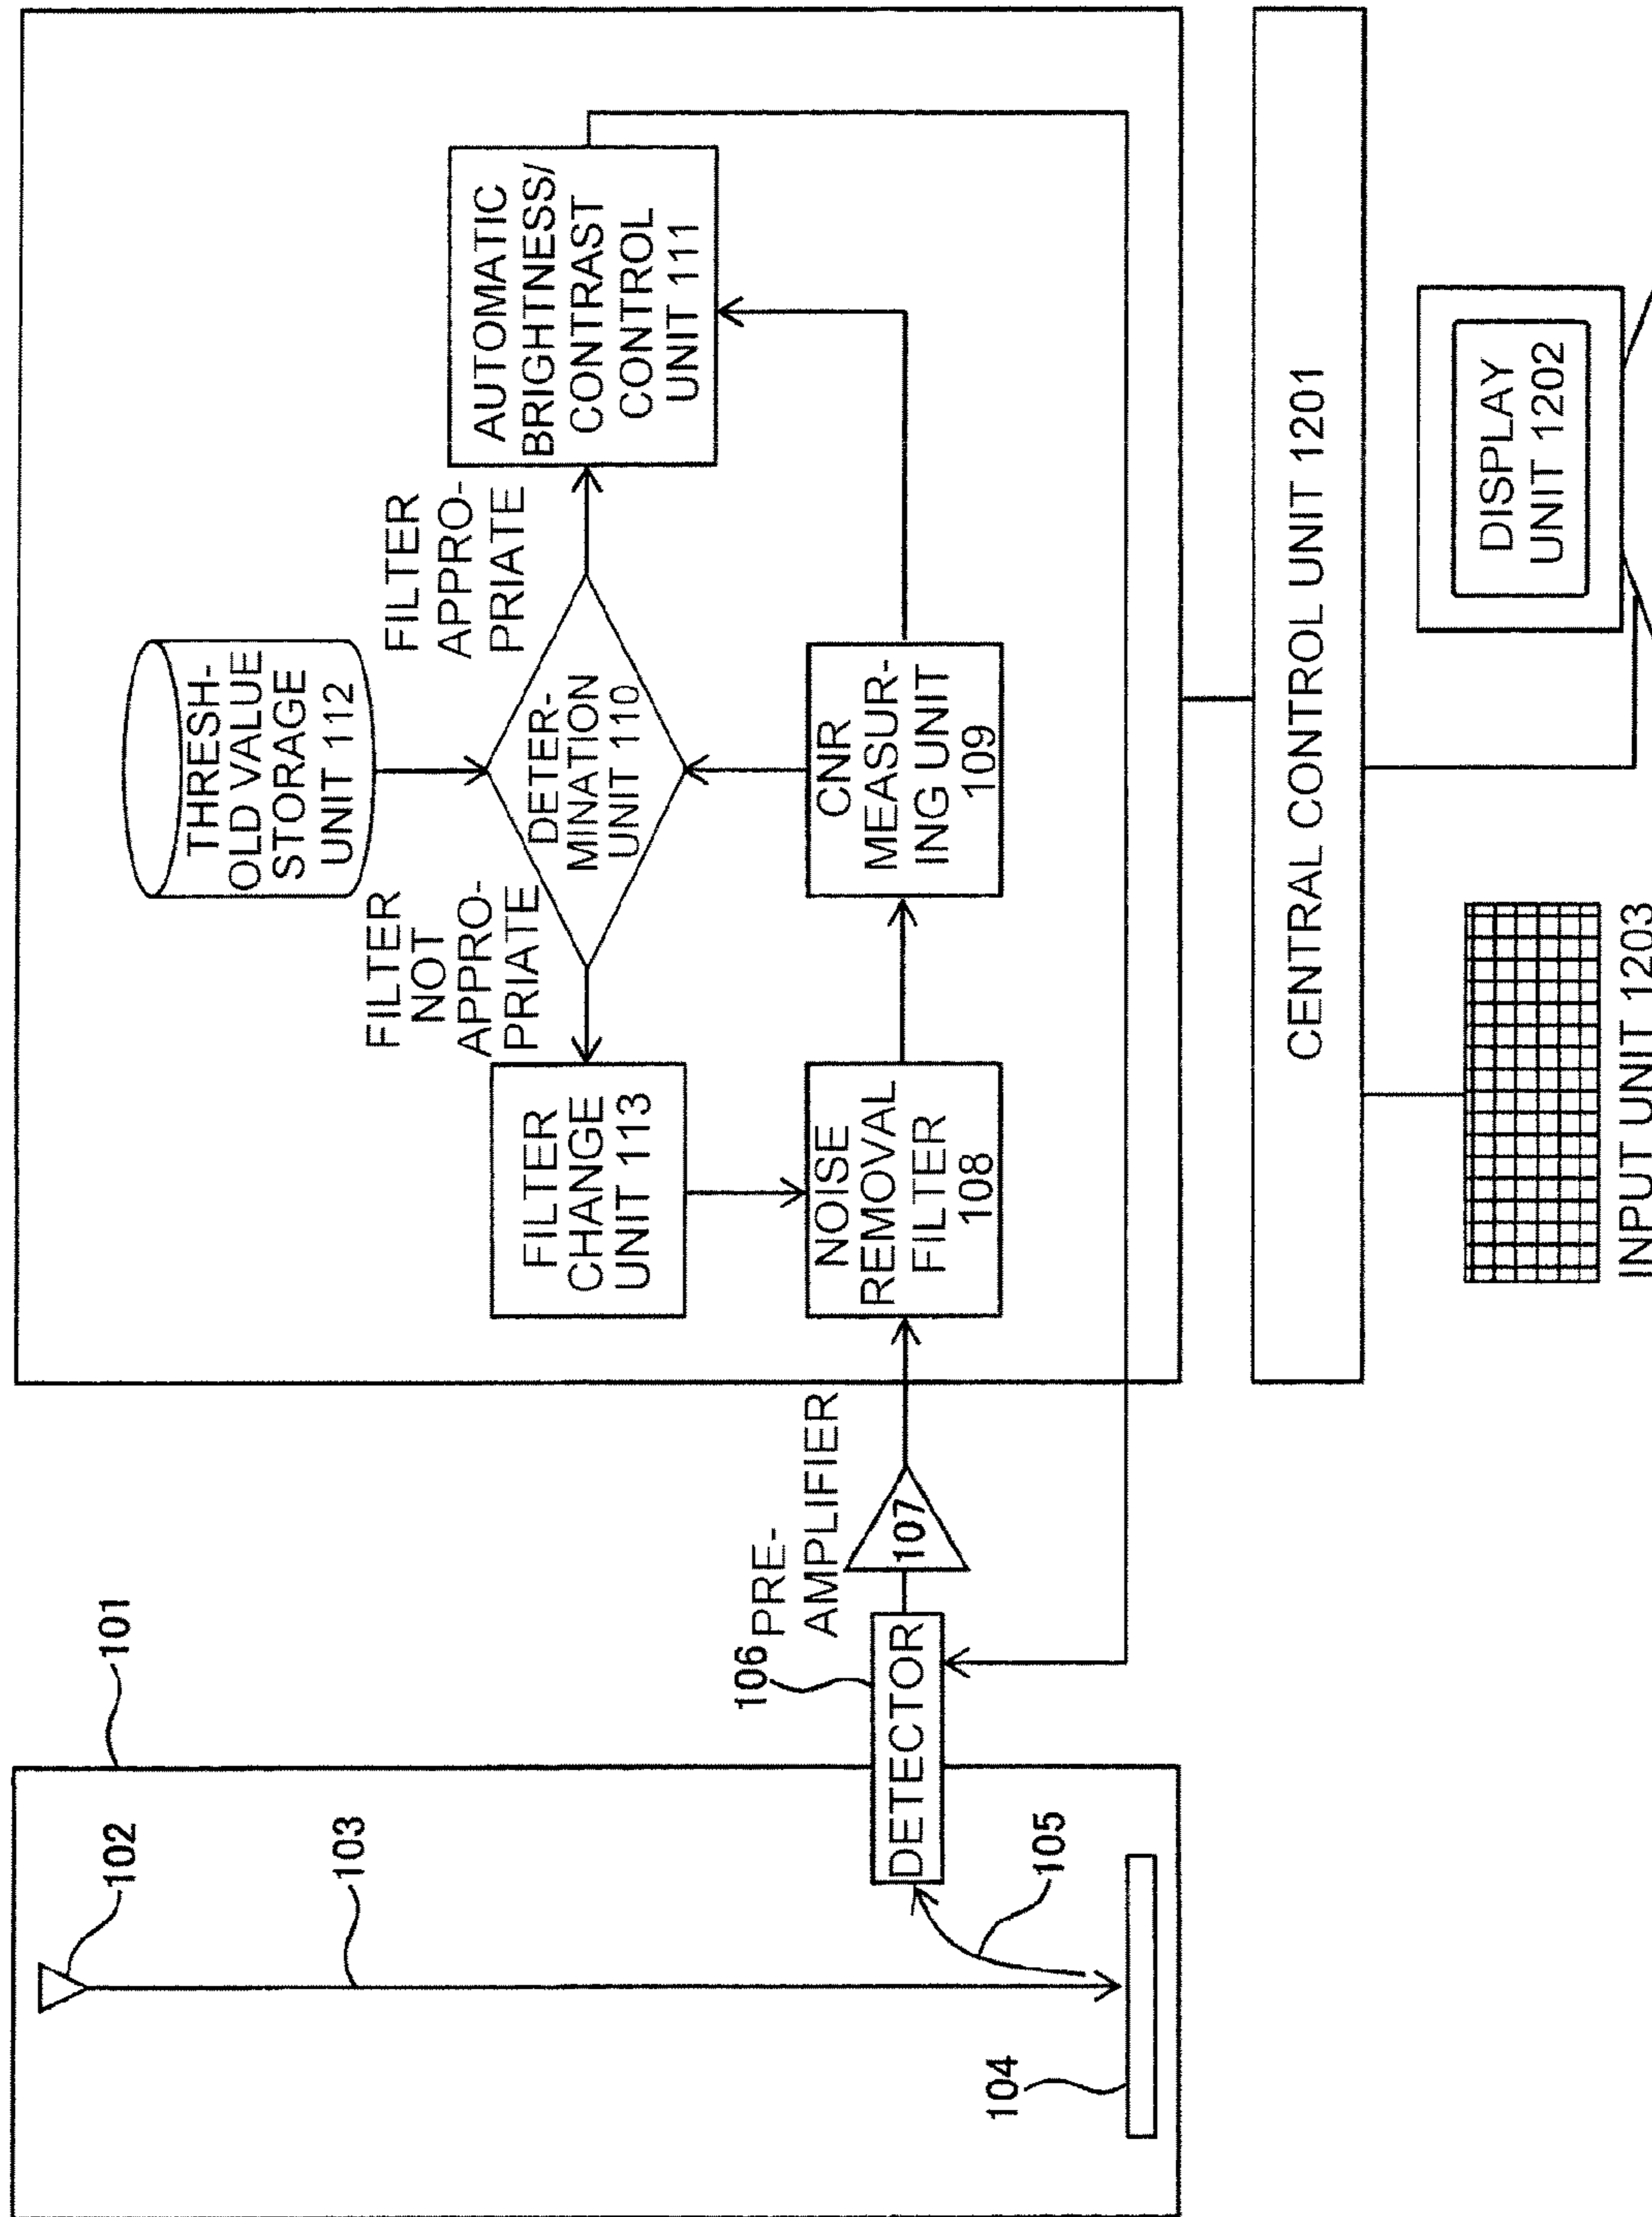 101
102
103
104
105
106
DETECTOR
PRE-
AMPLIFIER
107
FILTER
CHANGE
UNIT 113
NOISE
REMOVAL
FILTER
108
FILTER
NOT
APPRO-
PRIATE
THRESH-
OLD VALUE
STORAGE
UNIT 112
DETER-
MINATION
UNIT 110
CNR
MEASUR-
ING UNIT
109
FILTER
APPRO-
PRIATE
AUTOMATIC
BRIGHTNESS/
CONTRAST
CONTROL
UNIT 111
CENTRAL CONTROL UNIT 1201
INPUT UNIT 1203
DISPLAY
UNIT 1202